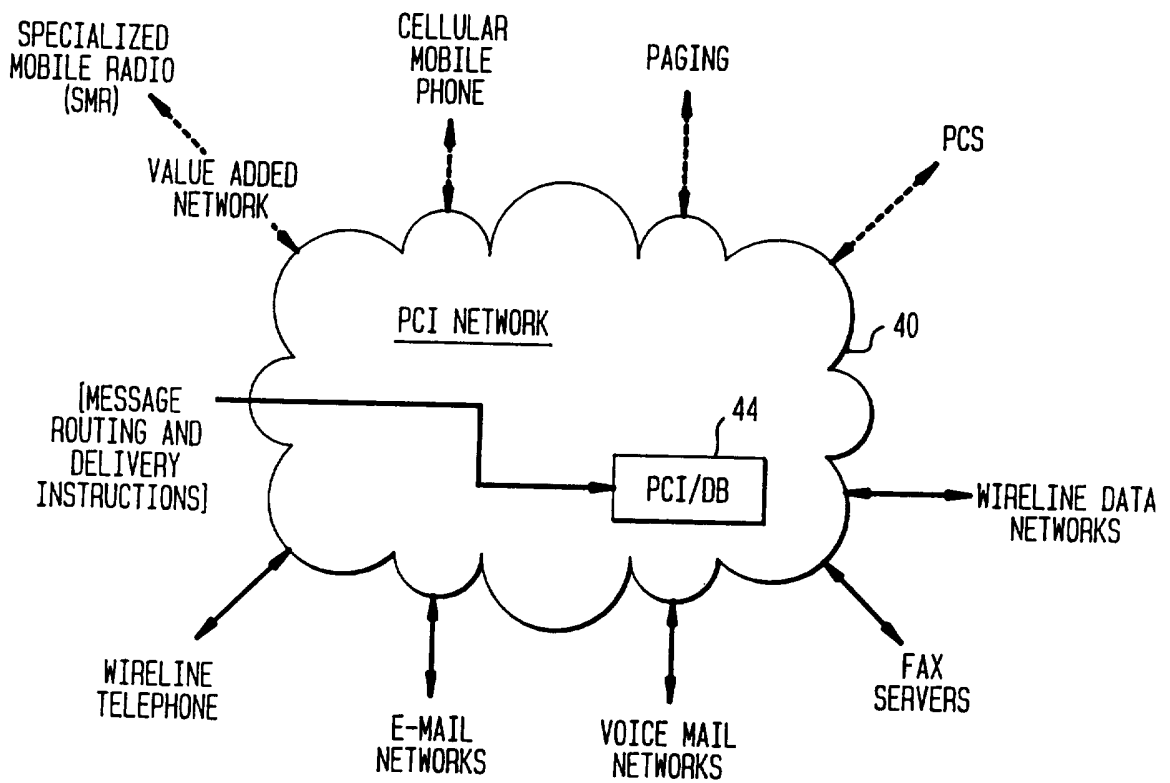 SPECIALIZED
MOBILE RADIO
(SMR)
CELLULAR
MOBILE
PHONE
PAGING
PCS
VALUE ADDED
NETWORK
PCI NETWORK
40
[MESSAGE
ROUTING AND
DELIVERY
INSTRUCTIONS]
44
PCI/DB
WIRELINE DATA
NETWORKS
WIRELINE
TELEPHONE
E-MAIL
NETWORKS
VOICE MAIL
NETWORKS
FAX
SERVERS